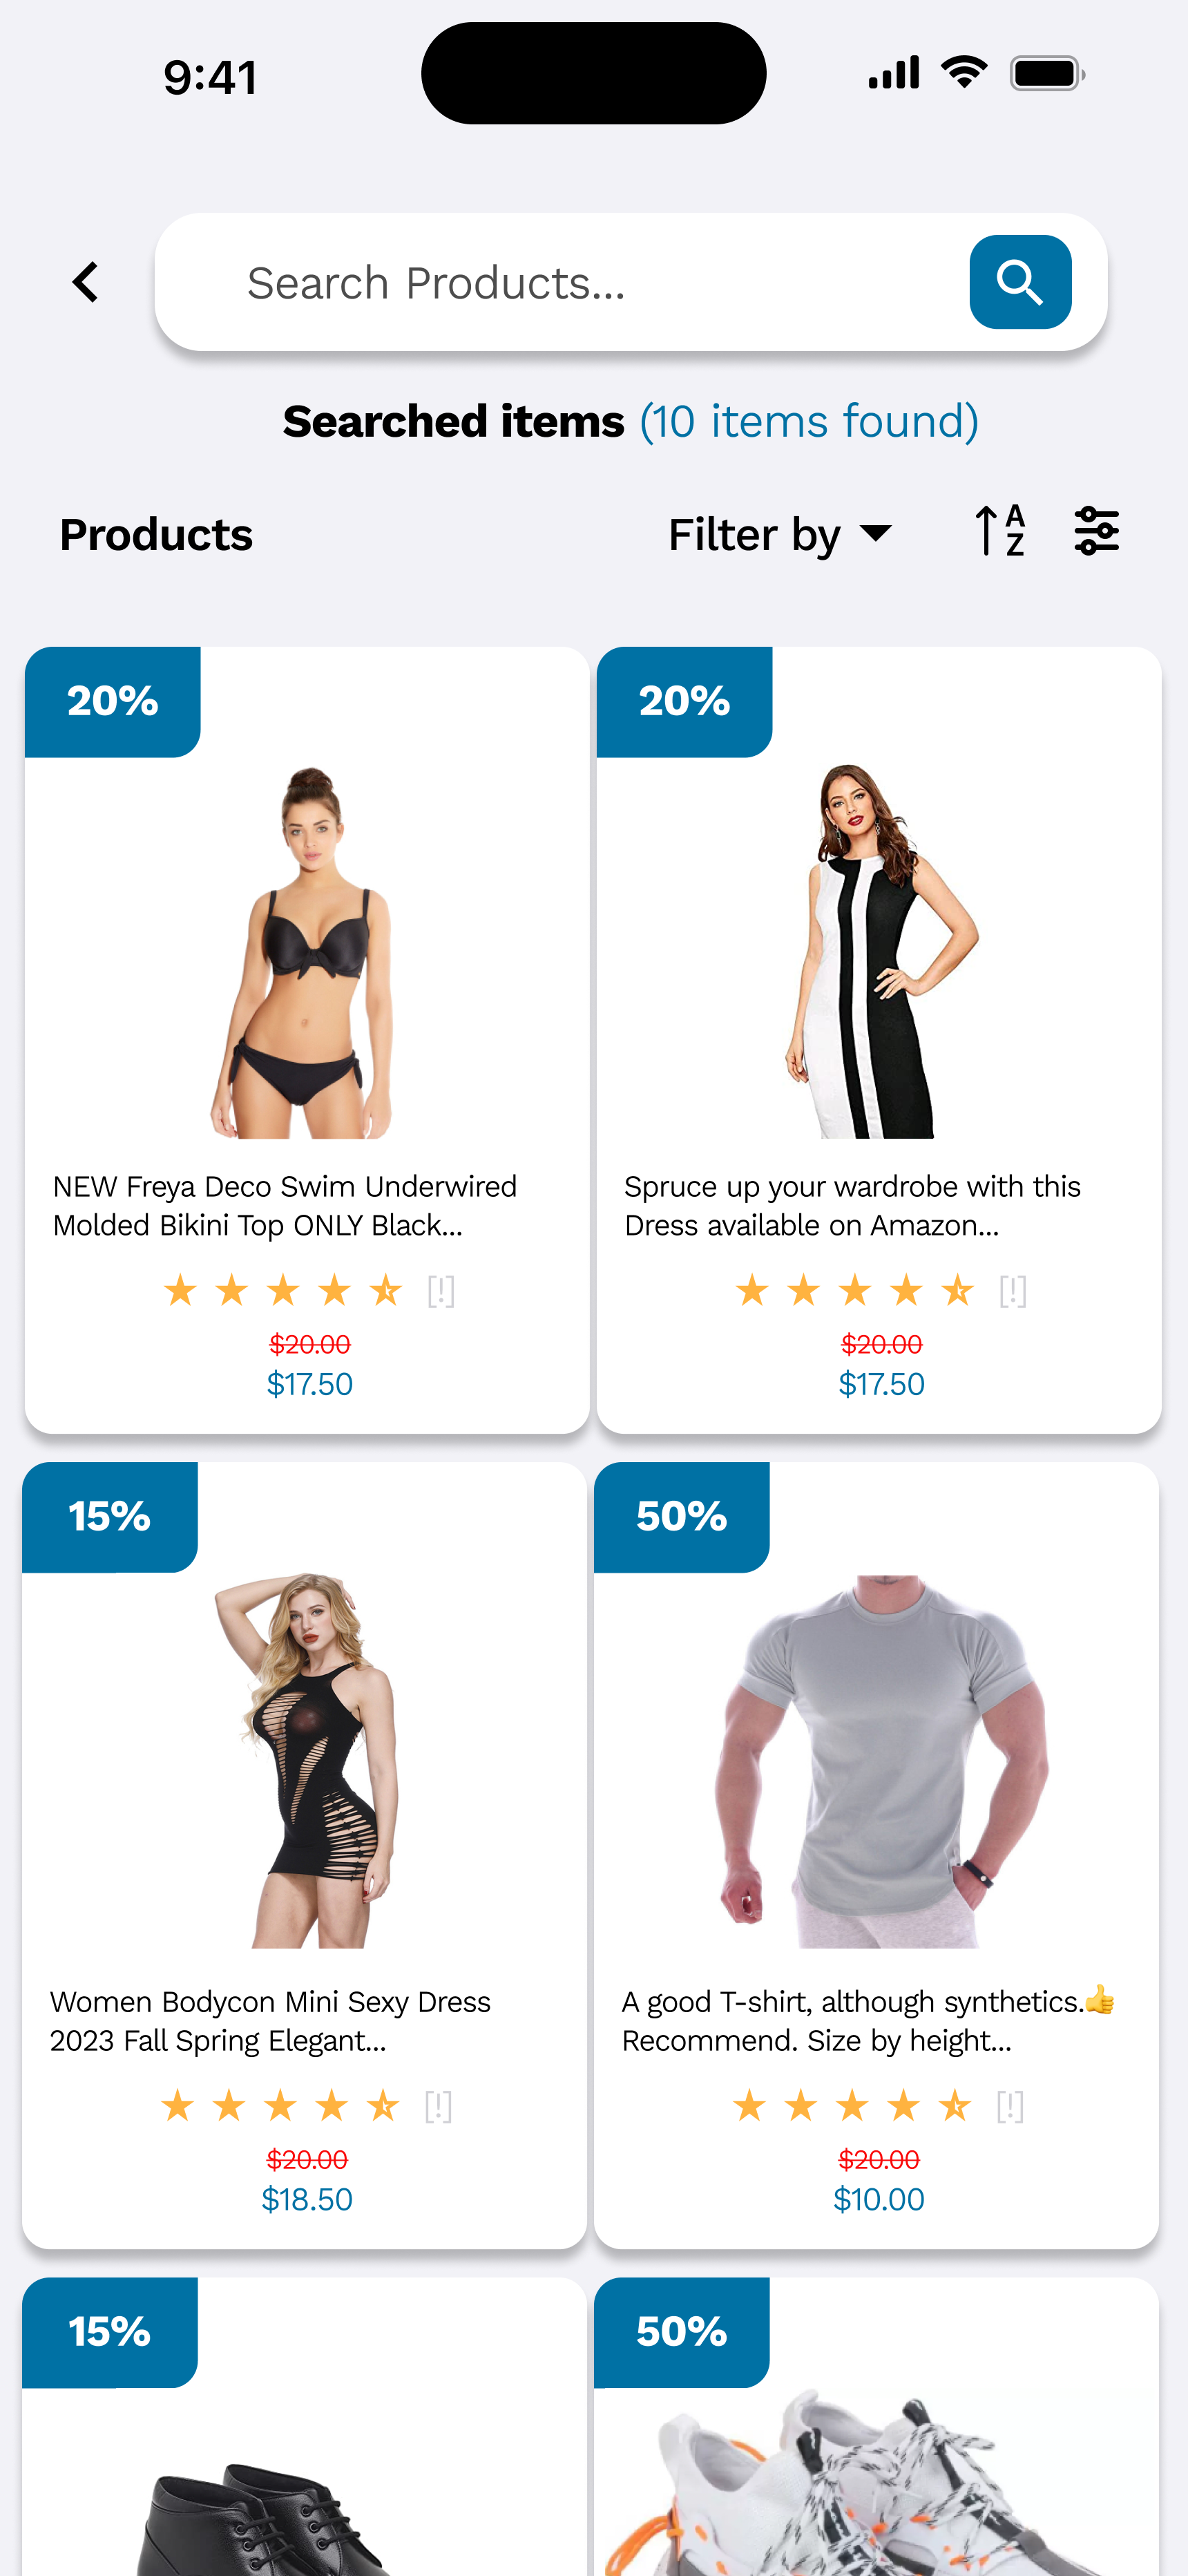 9:41
Search Products...
Searched items (10 items found)
Products
Filter by
A
Z
20%
20%
NEW Freya Deco Swim Underwired
Molded Bikini Top ONLY Black...
[!]
$20.00
$17.50
Spruce up your wardrobe with this
Dress available on Amazon...
[!]
$20.00
$17.50
15%
50%
Women Bodycon Mini Sexy Dress
2023 Fall Spring Elegant...
[!]
$20.00
$18.50
A good T-shirt, although synthetics.👍
Recommend. Size by height...
[!]
$20.00
$10.00
15%
50%